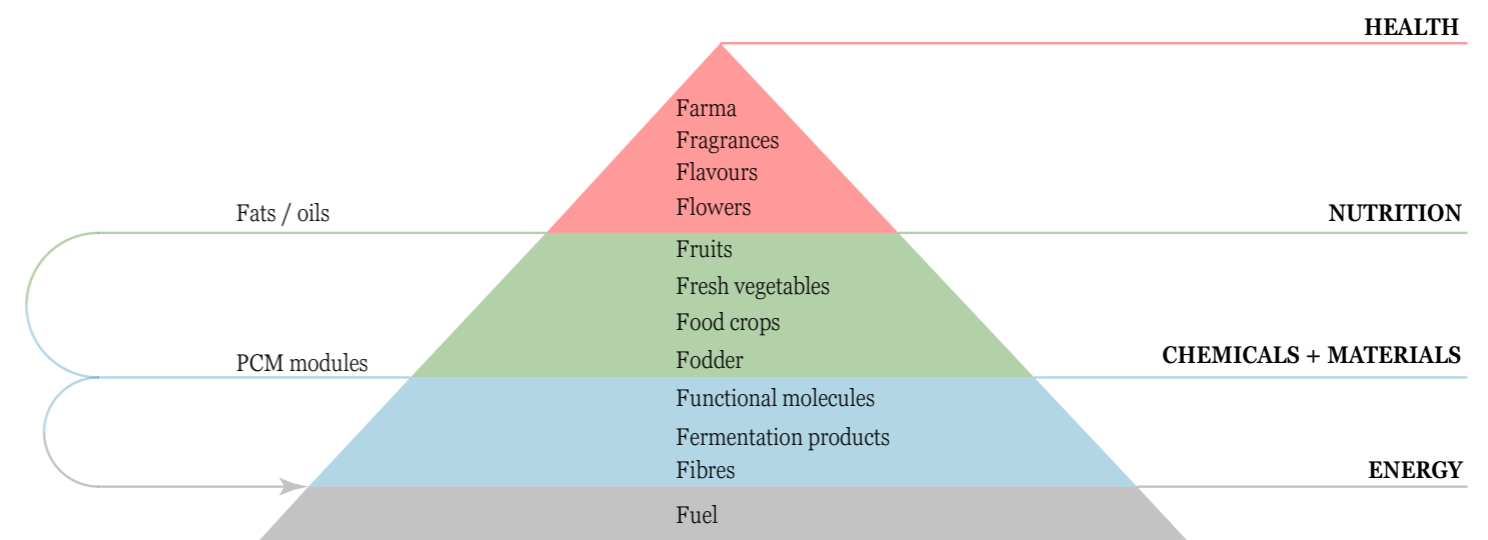 HEALTH
Farma
Fragrances
Flavours
Flowers
Fats / oils
NUTRITION
Fruits
Fresh vegetables
Food crops
Fodder
PCM modules
CHEMICALS + MATERIALS
Functional molecules
Fermentation products
Fibres
ENERGY
Fuel